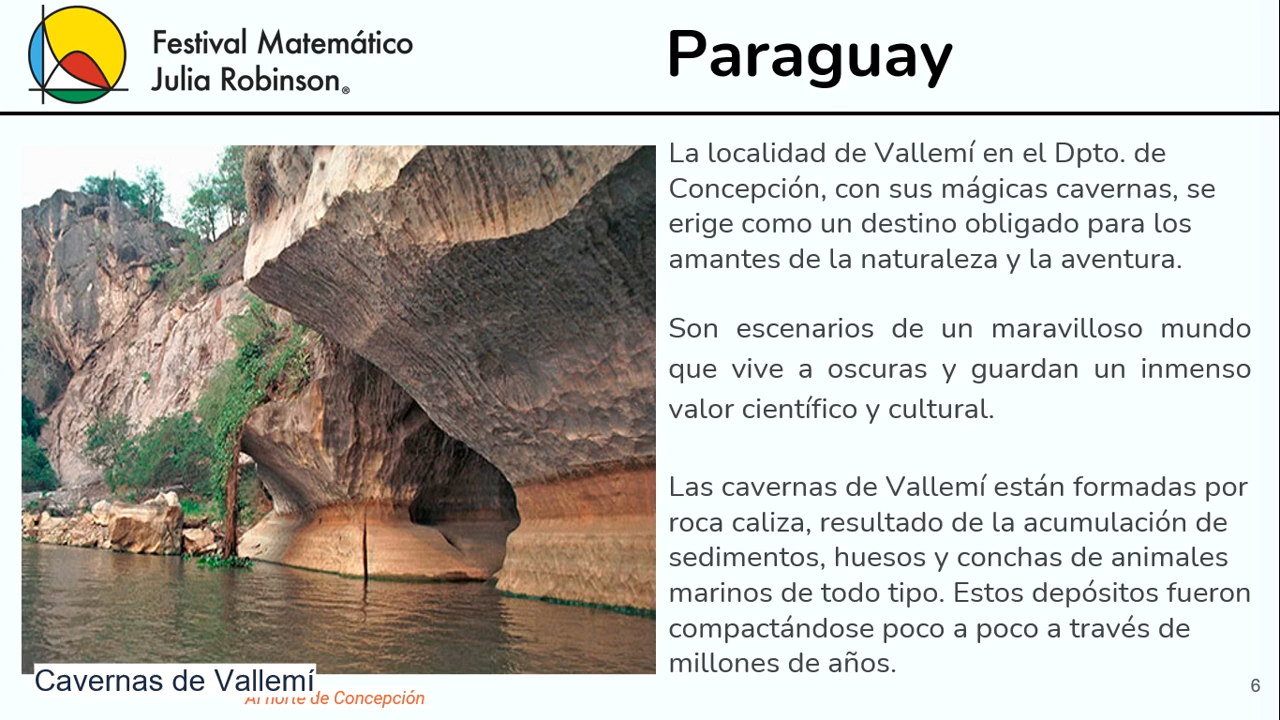 Festival Matemático
Julia Robinson®
Paraguay
La localidad de Vallemí en el Dpto. de
Concepción, con sus mágicas cavernas, se
erige como un destino obligado para los
amantes de la naturaleza y la aventura.
Son escenarios de un maravilloso mundo
que vive a oscuras y guardan un inmenso
valor científico y cultural.
Las cavernas de Vallemí están formadas por
roca caliza, resultado de la acumulación de
sedimentos, huesos y conchas de animales
marinos de todo tipo. Estos depósitos fueron
compactándose poco a poco a través de
millones de años.
Cavernas de Vallemí
Al norte de Concepción
6